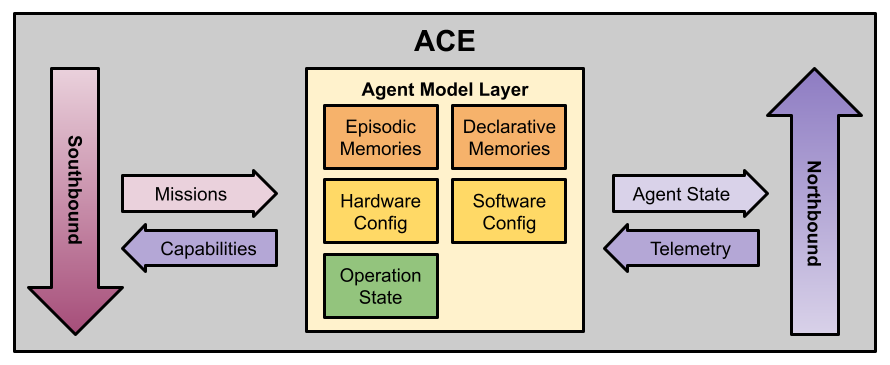 ACE
Agent Model Layer
Episodic
Memories
Declarative
Memories
Hardware
Config
Software
Config
Operation
State
Southbound
Missions
Capabilities
Agent State
Telemetry
Northbound